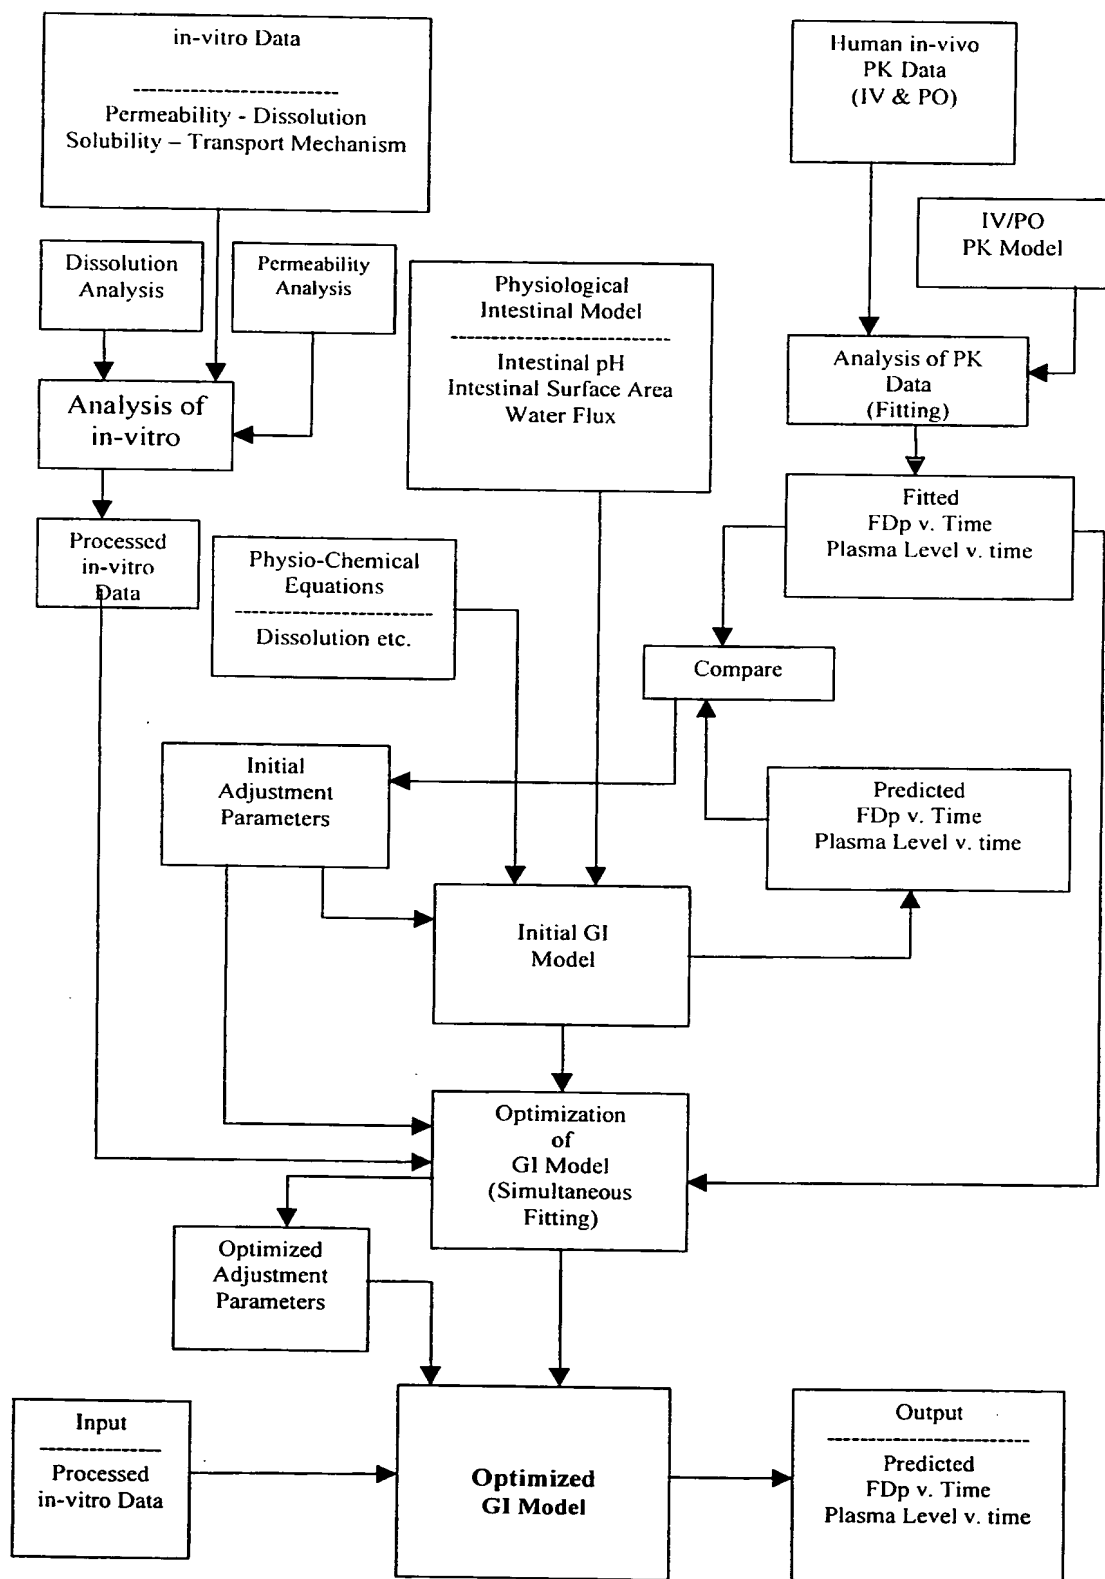 in-vitro Data
Permeability - Dissolution
Solubility – Transport Mechanism
Human in-vivo
PK Data
(IV & PO)
IV/PO
PK Model
Dissolution
Analysis
Permeability
Analysis
Physiological
Intestinal Model
Intestinal pH
Intestinal Surface Area
Water Flux
Analysis of PK
Data
(Fitting)
Analysis of
in-vitro
Fitted
FDp v. Time
Plasma Level v. time
Processed
in-vitro
Data
Physio-Chemical
Equations
Dissolution etc.
Compare
Initial
Adjustment
Parameters
Predicted
FDp v. Time
Plasma Level v. time
Initial GI
Model
Optimization
of
GI Model
(Simultaneous
Fitting)
Optimized
Adjustment
Parameters
Input
Processed
in-vitro Data
Optimized
GI Model
Output
Predicted
FDp v. Time
Plasma Level v. time